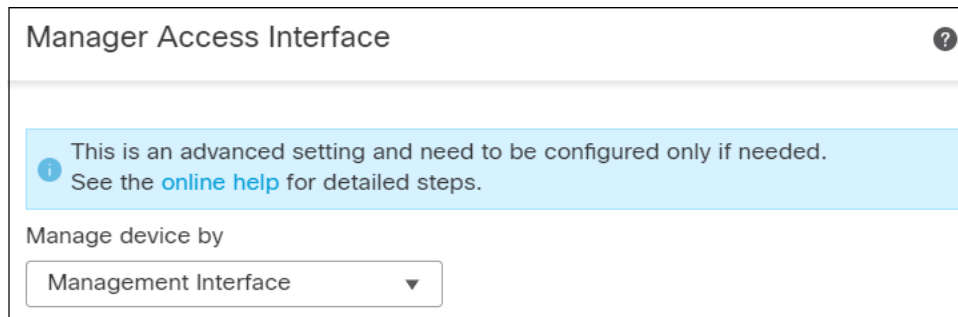 Manager Access Interface
This is an advanced setting and need to be configured only if needed.
See the online help for detailed steps.
Manage device by
Management Interface